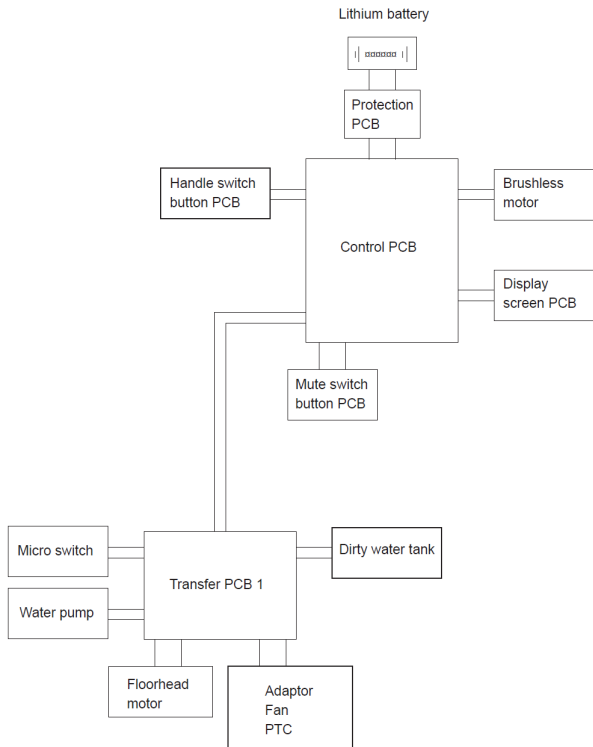 Lithium battery
Protection
PCB
Handle switch
button PCB
Brushless
motor
Control PCB
Display
screen PCB
Mute switch
button PCB
Micro switch
Dirty water tank
Transfer PCB 1
Water pump
Floorhead
motor
Adaptor
Fan
PTC